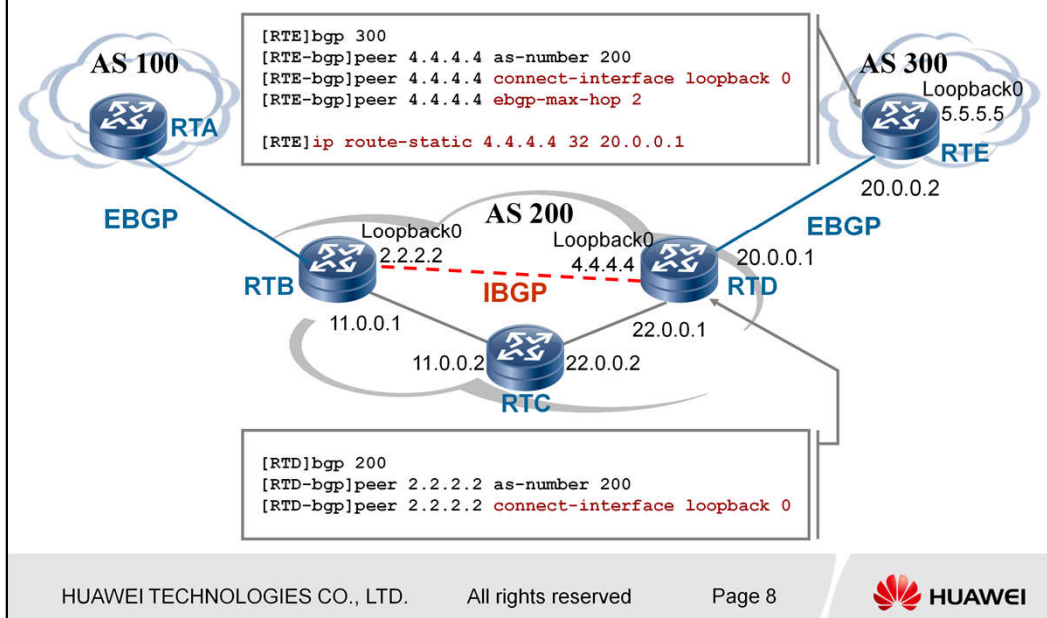 [RTE]bgp 300
[RTE-bgp]peer 4.4.4.4 as-number 200
[RTE-bgp]peer 4.4.4.4 connect-interface loopback 0
[RTE-bgp]peer 4.4.4.4 ebgp-max-hop 2
[RTE]ip route-static 4.4.4.4 32 20.0.0.1
AS 100
RTA
AS 300
Loopback0
5.5.5.5
RTE
20.0.0.2
EBGP
AS 200
EBGP
Loopback0
2.2.2.2
Loopback0
4.4.4.4
20.0.0.1
RTB
IBGP
RTD
11.0.0.1
22.0.0.1
11.0.0.2
22.0.0.2
RTC
[RTD]bgp 200
[RTD-bgp]peer 2.2.2.2 as-number 200
[RTD-bgp]peer 2.2.2.2 connect-interface loopback 0
HUAWEI TECHNOLOGIES CO., LTD. All rights reserved Page 8 HUAWEI